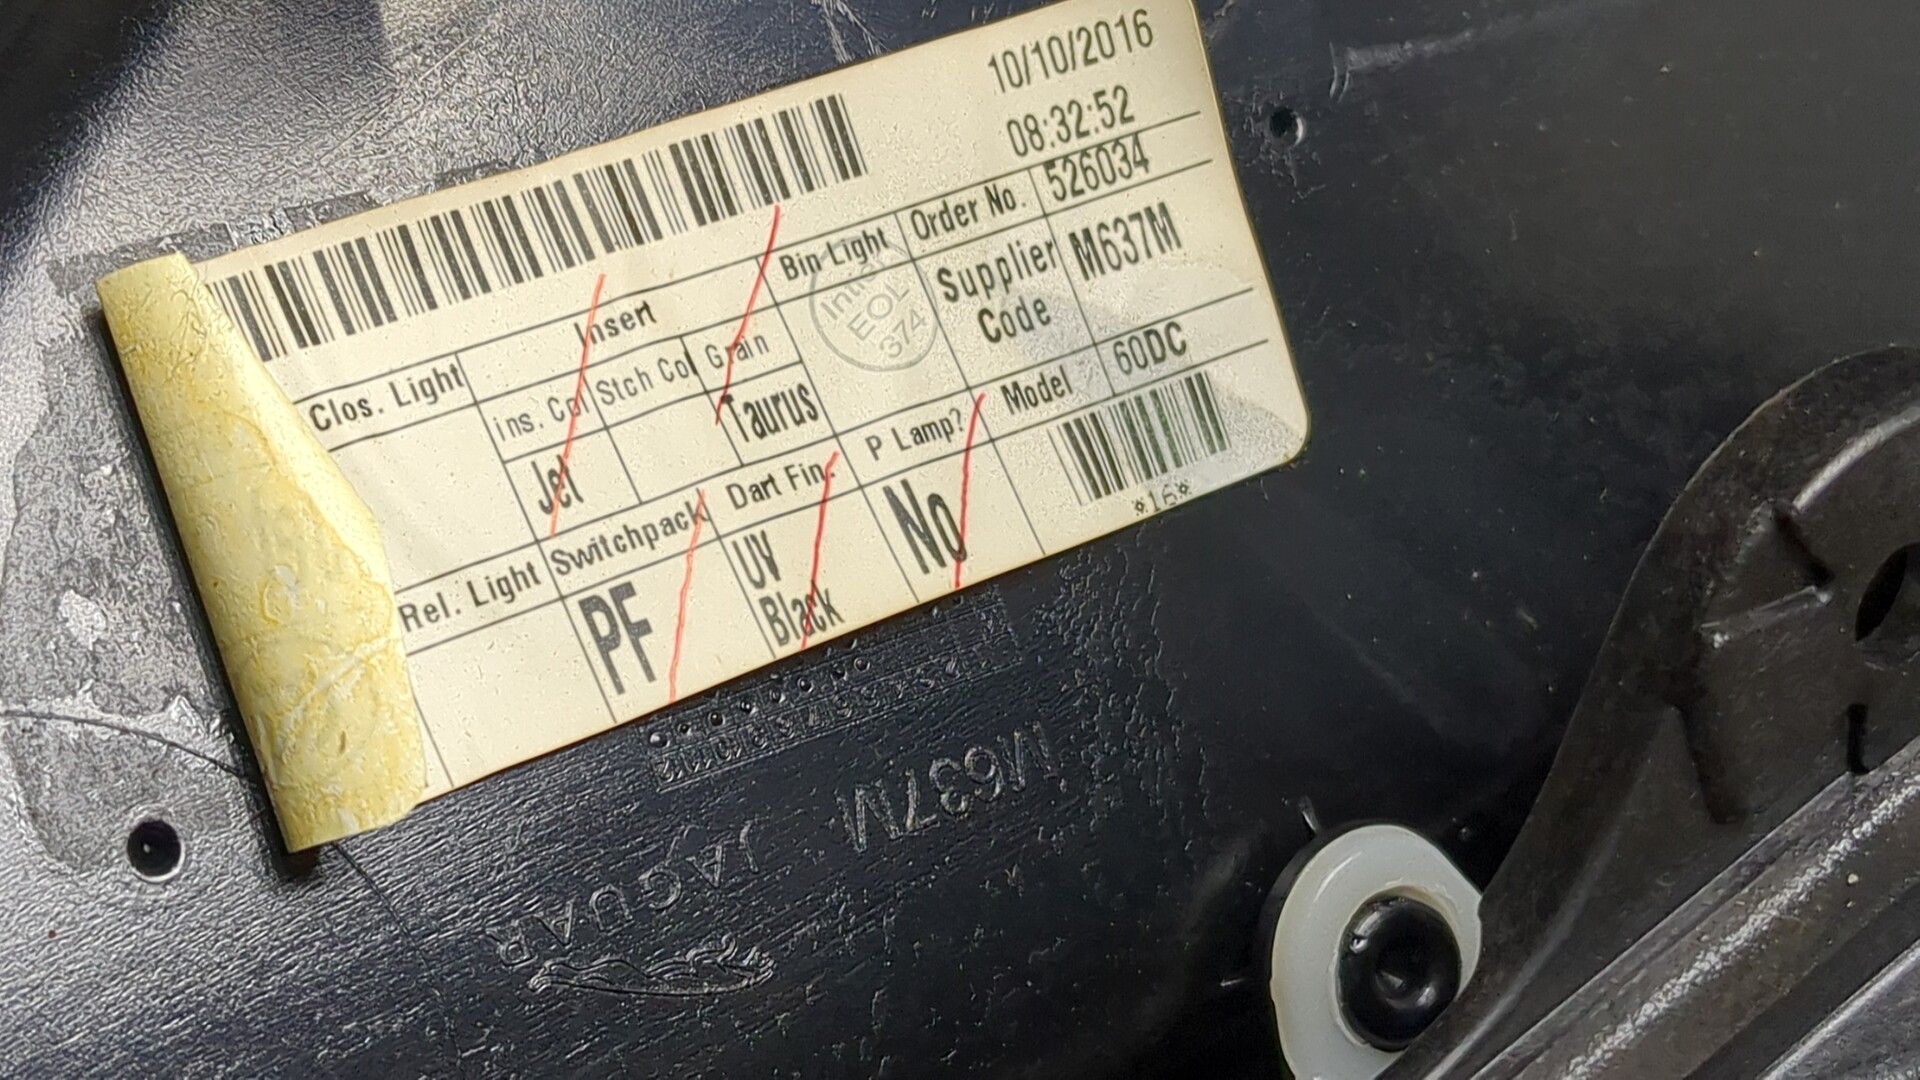 10/10/2016
08:32:52
Order No. 526034
Supplier Code M637M
Model 60DC
Bin Light
Insert
Ins. Col Stch Col Grain
Jet Taurus
Clos. Light
Rel. Light Switchpack Dart Fin. P Lamp?
PF UV Black No
*16*
EOL
374
M637M
JAGUAR